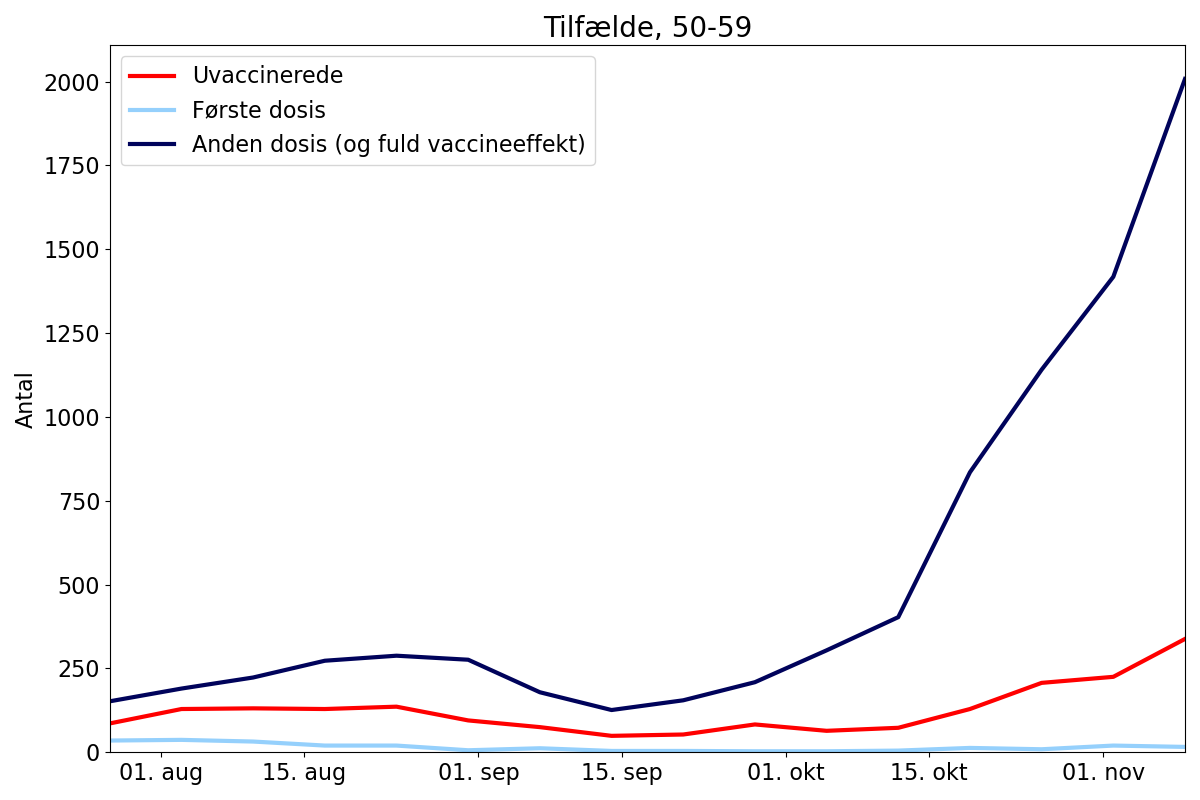 Tilfælde, 50-59
Uvaccinerede
Første dosis
Anden dosis (og fuld vaccineeffekt)
Antal
2000
1750
1500
1250
1000
750
500
250
0
01. aug 15. aug 01. sep 15. sep 01. okt 15. okt 01. nov